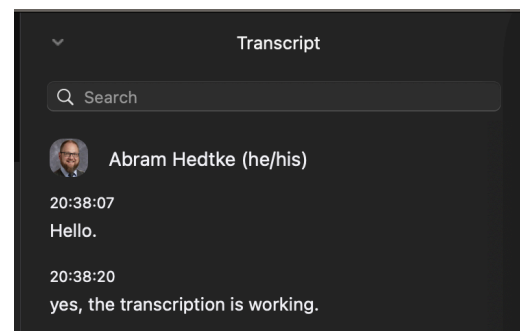 Transcript
Search
Abram Hedtke (he/his)
20:38:07
Hello.
20:38:20
yes, the transcription is working.